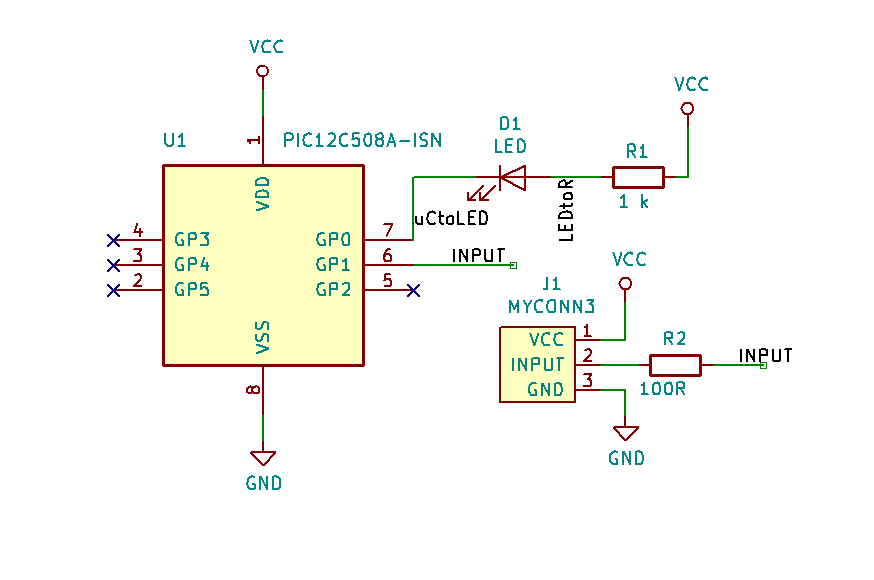 VCC
VCC
D1
LED
U1
1
PIC12C508A-ISN
R1
1 k
VDD
uCtoLED
LEDtoR
4
GP3
GP0
7
3
GP4
GP1
6
INPUT
2
GP5
GP2
5
VSS
8
GND
VCC
J1
MYCONN3
VCC
1
INPUT
2
GND
3
R2
100R
INPUT
GND